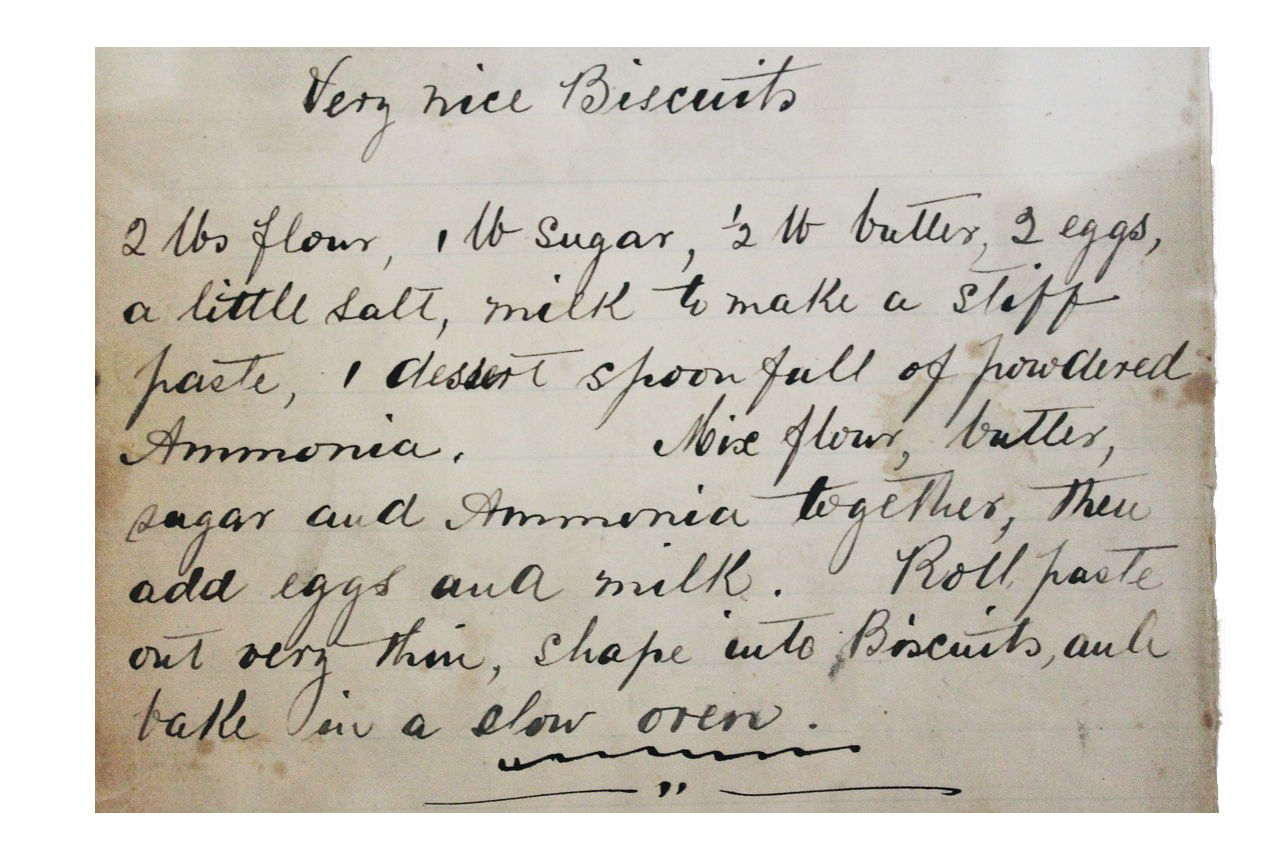 Very nice Biscuits
2 lbs flour, 1 lb sugar, ½ lb butter, 2 eggs,
a little salt, milk to make a stiff
paste, 1 dessert spoon full of powdered
Ammonia. Mix flour, butter,
sugar and Ammonia together, then
add eggs and milk. Roll paste
out very thin, shape into Biscuits, and
bake in a slow oven.
"